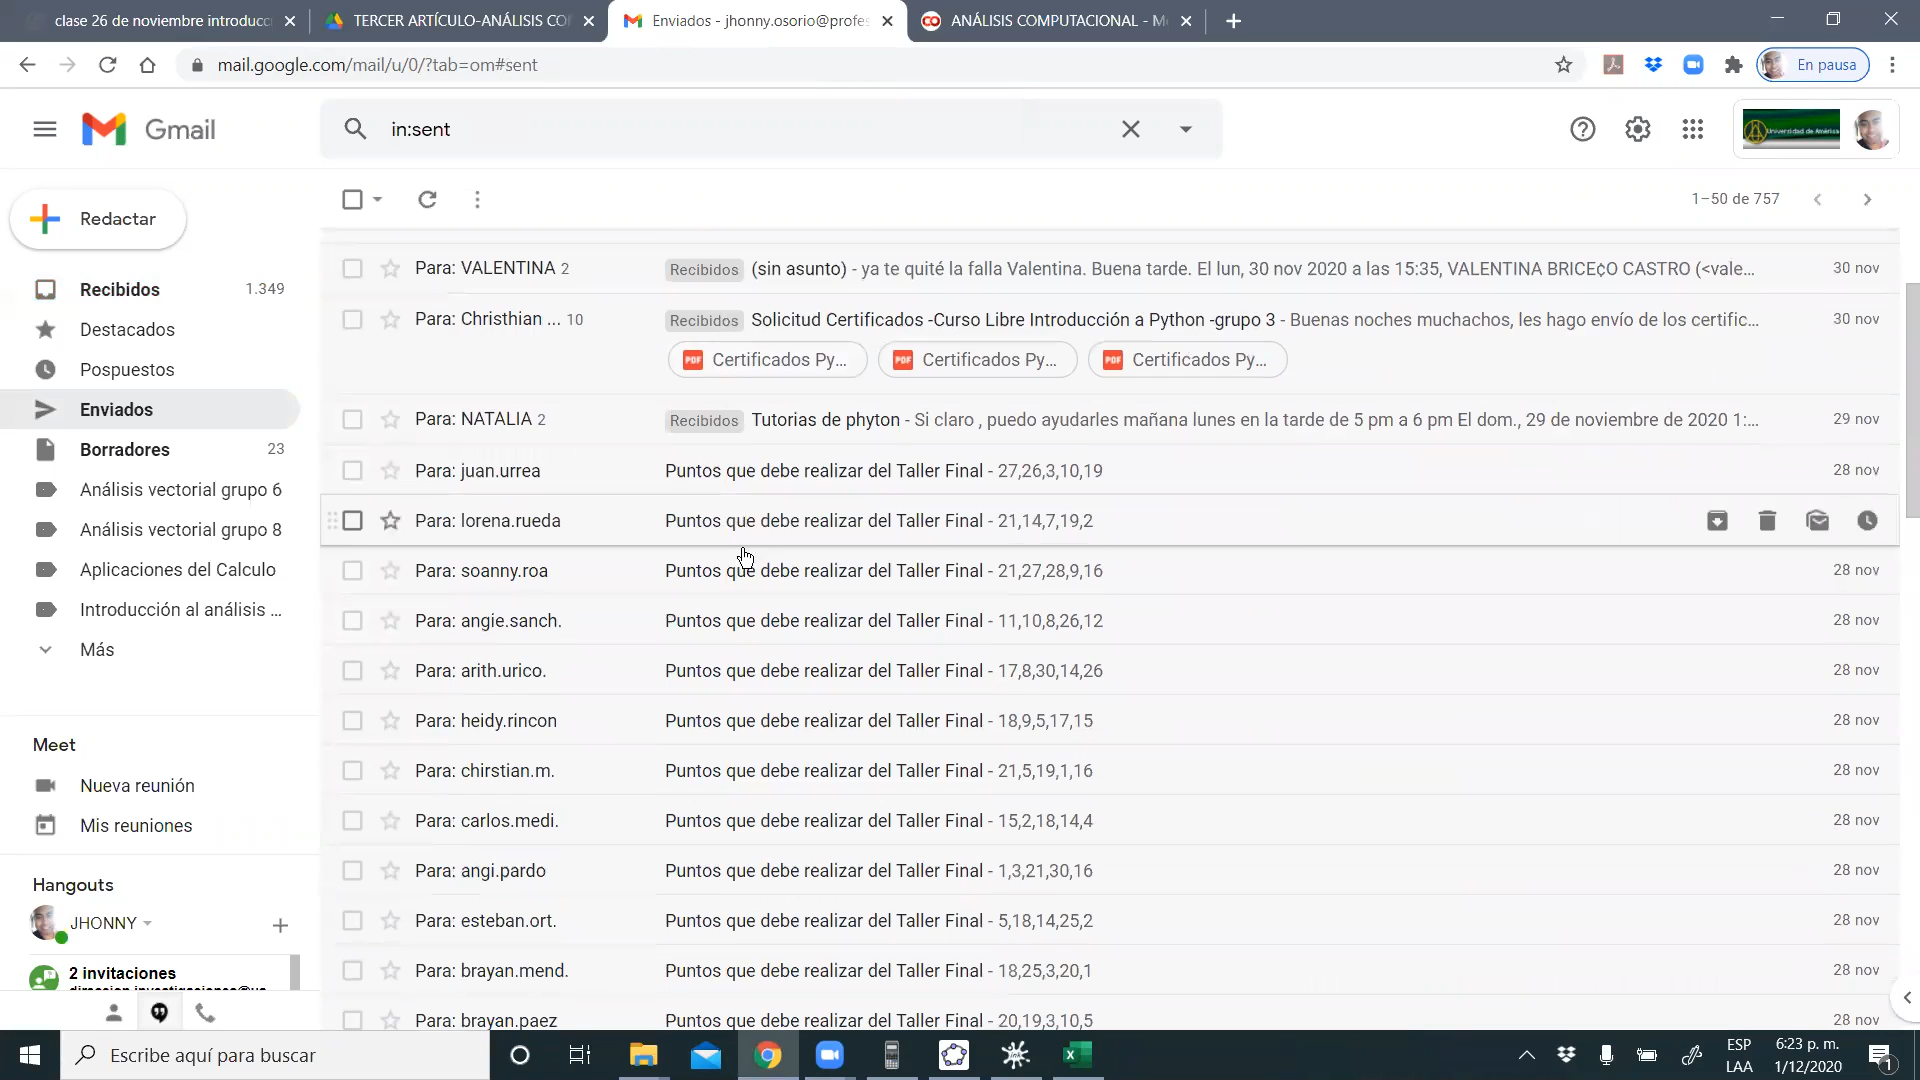 clase 26 de noviembre introducc
TERCER ARTÍCULO-ANÁLISIS CO
Enviados - jhonny.osorio@profes
ANÁLISIS COMPUTACIONAL - M
mail.google.com/mail/u/0/?tab=om#sent
En pausa
Gmail
in:sent
Universidad de América
Redactar
1–50 de 757
Recibidos 1.349
Destacados
Pospuestos
Enviados
Borradores 23
Análisis vectorial grupo 6
Análisis vectorial grupo 8
Aplicaciones del Calculo
Introducción al análisis ...
Más
Meet
Nueva reunión
Mis reuniones
Hangouts
JHONNY
2 invitaciones
Para: VALENTINA 2 Recibidos (sin asunto) - ya te quité la falla Valentina. Buena tarde. El lun, 30 nov 2020 a las 15:35, VALENTINA BRICE¢O CASTRO (<vale... 30 nov
Para: Christhian ... 10 Recibidos Solicitud Certificados -Curso Libre Introducción a Python -grupo 3 - Buenas noches muchachos, les hago envío de los certific... 30 nov
PDF Certificados Py... PDF Certificados Py... PDF Certificados Py...
Para: NATALIA 2 Recibidos Tutorias de phyton - Si claro , puedo ayudarles mañana lunes en la tarde de 5 pm a 6 pm El dom., 29 de noviembre de 2020 1:... 29 nov
Para: juan.urrea Puntos que debe realizar del Taller Final - 27,26,3,10,19 28 nov
Para: lorena.rueda Puntos que debe realizar del Taller Final - 21,14,7,19,2
Para: soanny.roa Puntos que debe realizar del Taller Final - 21,27,28,9,16 28 nov
Para: angie.sanch. Puntos que debe realizar del Taller Final - 11,10,8,26,12 28 nov
Para: arith.urico. Puntos que debe realizar del Taller Final - 17,8,30,14,26 28 nov
Para: heidy.rincon Puntos que debe realizar del Taller Final - 18,9,5,17,15 28 nov
Para: chirstian.m. Puntos que debe realizar del Taller Final - 21,5,19,1,16 28 nov
Para: carlos.medi. Puntos que debe realizar del Taller Final - 15,2,18,14,4 28 nov
Para: angi.pardo Puntos que debe realizar del Taller Final - 1,3,21,30,16 28 nov
Para: esteban.ort. Puntos que debe realizar del Taller Final - 5,18,14,25,2 28 nov
Para: brayan.mend. Puntos que debe realizar del Taller Final - 18,25,3,20,1 28 nov
Para: brayan.paez Puntos que debe realizar del Taller Final - 20,19,3,10,5 28 nov
Escribe aquí para buscar
ink
ESP
LAA
6:23 p. m.
1/12/2020
1